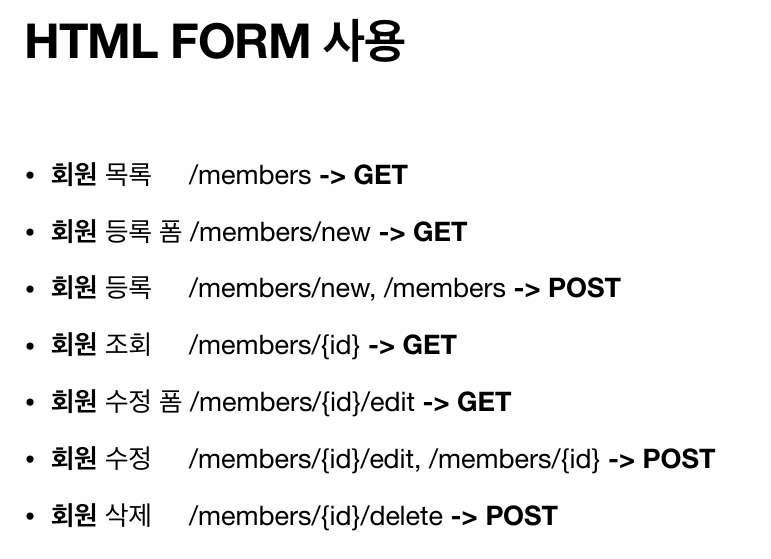 HTML FORM 사용
• 회원 목록 /members -> GET
• 회원 등록 폼 /members/new -> GET
• 회원 등록 /members/new, /members -> POST
• 회원 조회 /members/{id} -> GET
• 회원 수정 폼 /members/{id}/edit -> GET
• 회원 수정 /members/{id}/edit, /members/{id} -> POST
• 회원 삭제 /members/{id}/delete -> POST